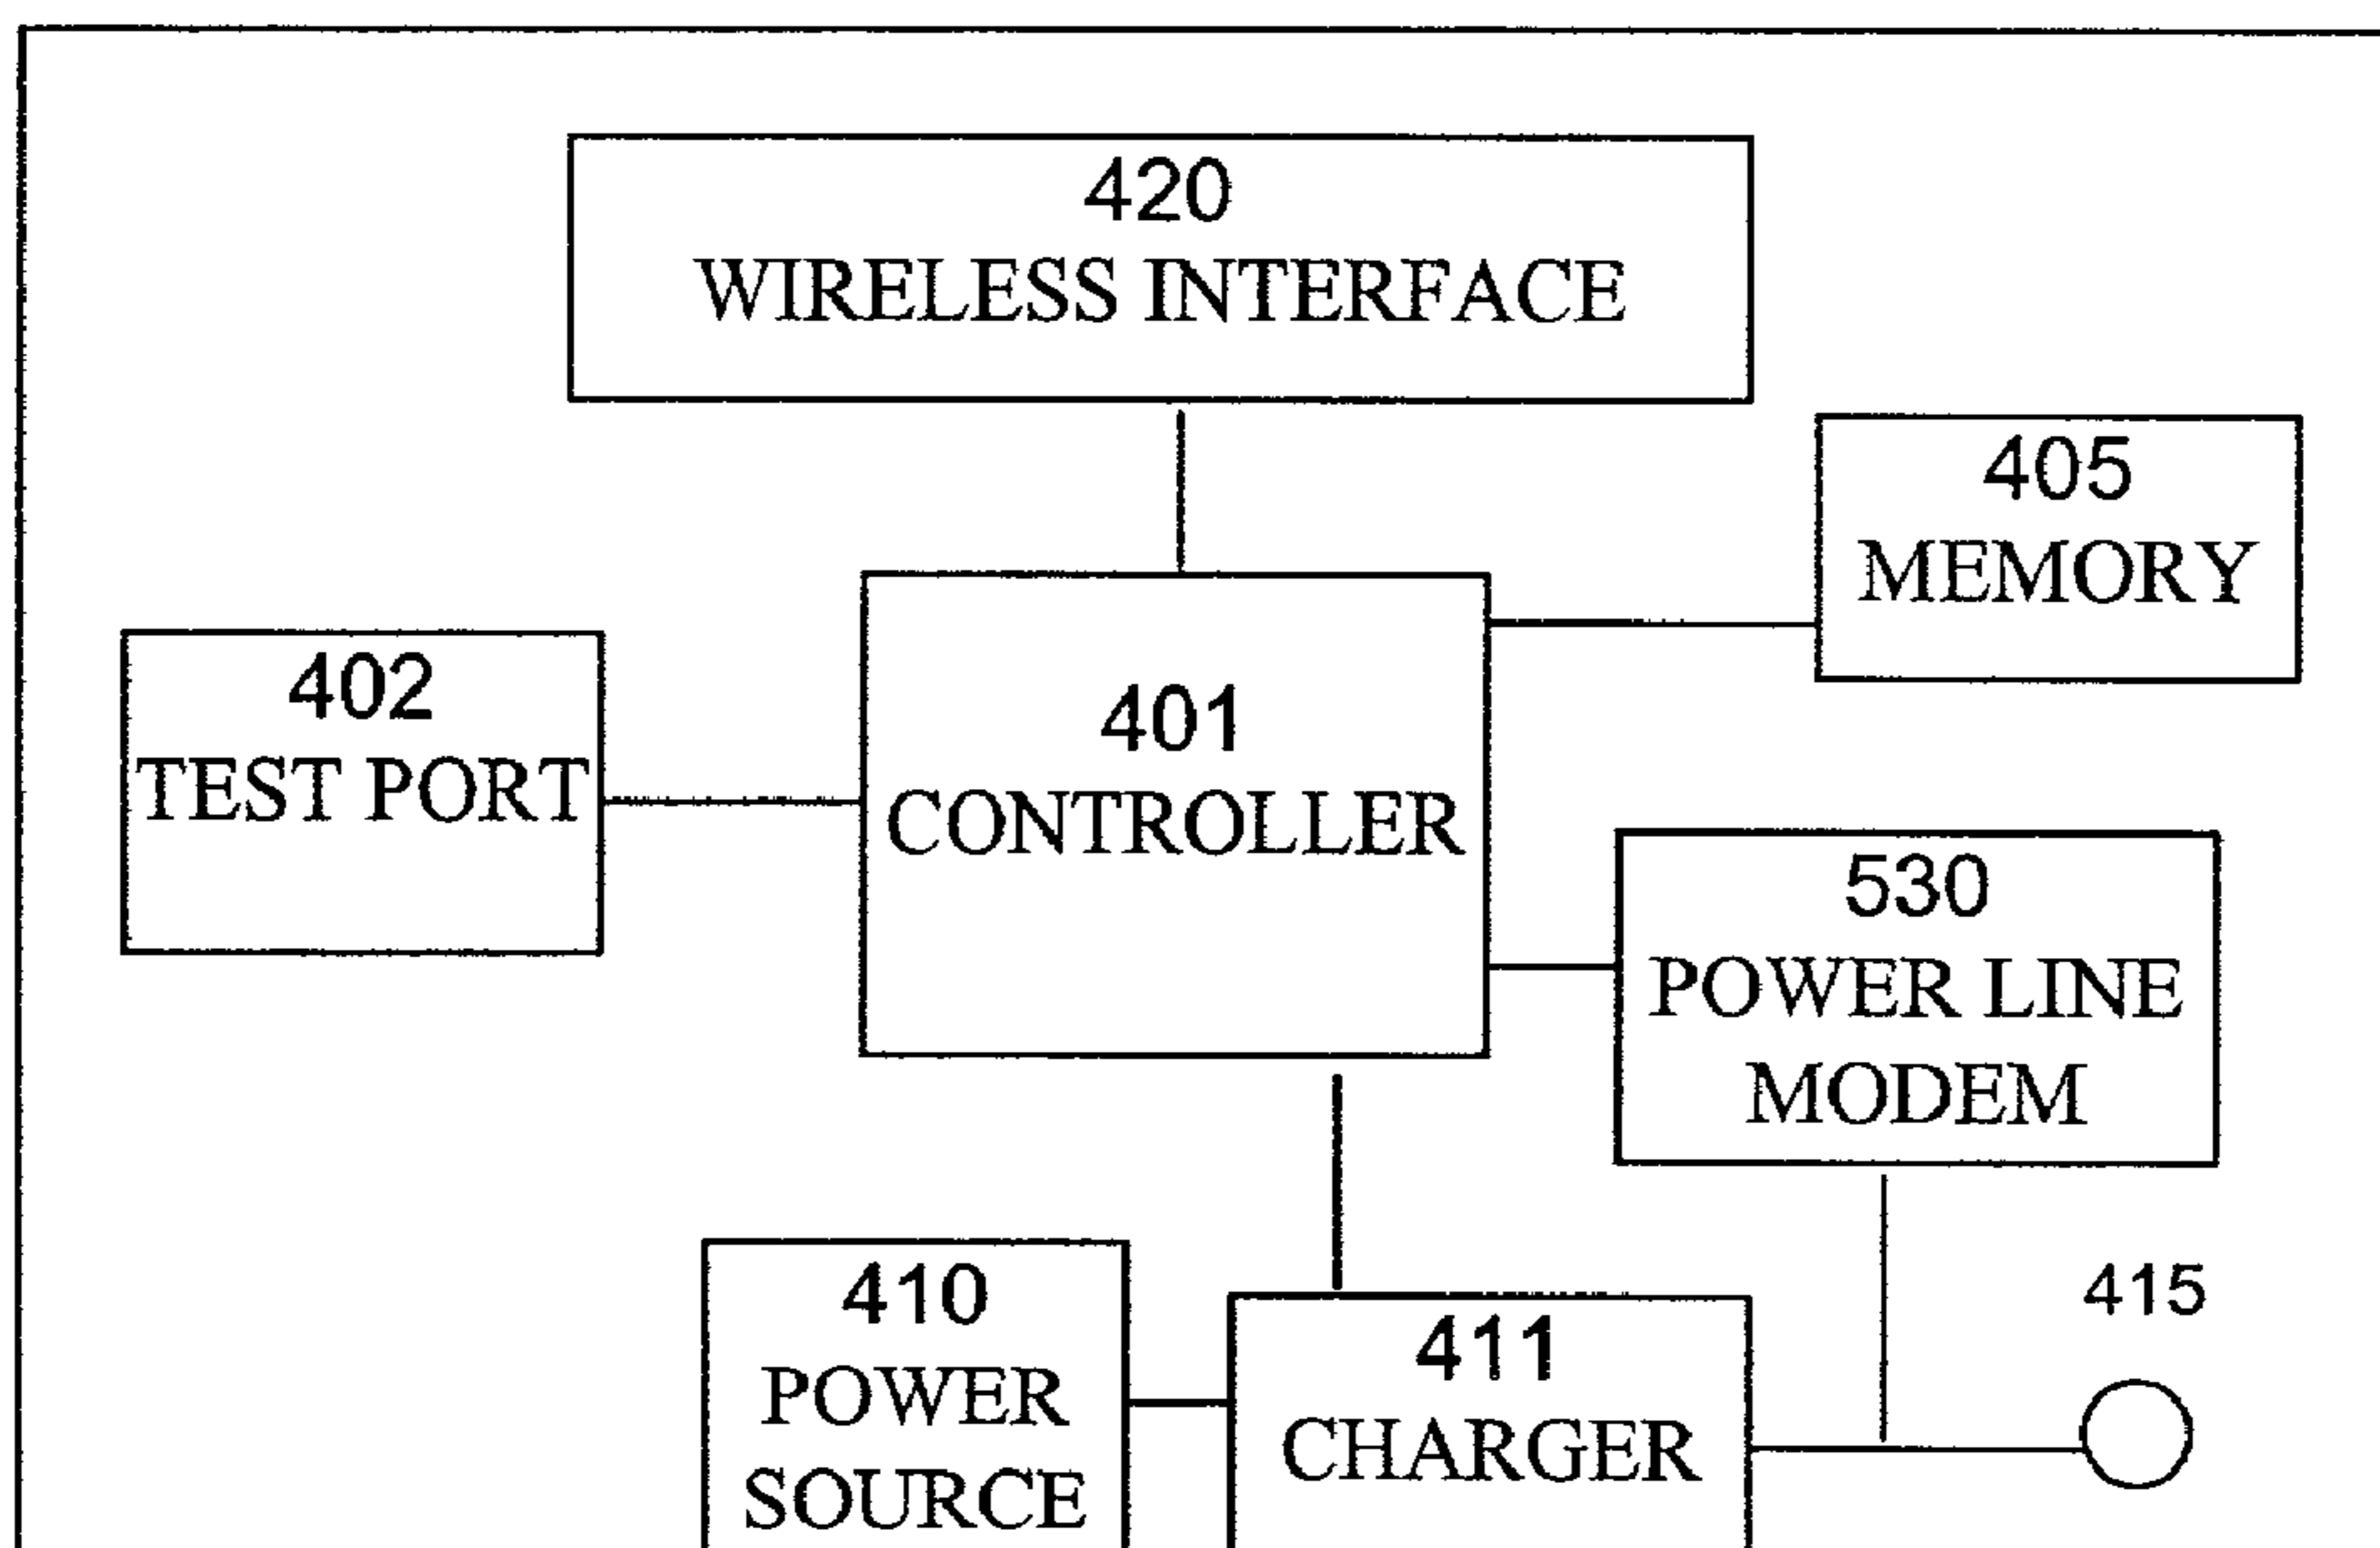 420
WIRELESS INTERFACE
405
MEMORY
402
TEST PORT
401
CONTROLLER
530
POWER LINE
MODEM
410
POWER
SOURCE
411
CHARGER
415